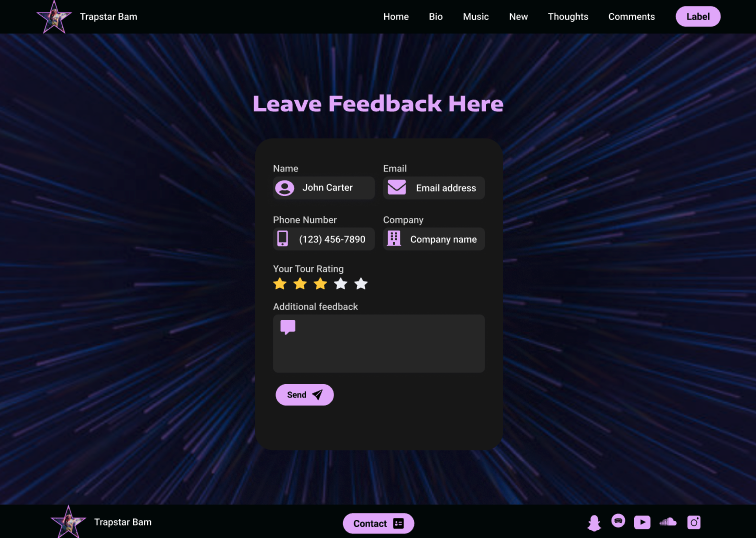 Trapstar Bam
Home Bio Music New Thoughts Comments Label
Leave Feedback Here
Name Email
John Carter Email address
Phone Number Company
(123) 456-7890 Company name
Your Tour Rating
Additional feedback
Send
Trapstar Bam
Contact